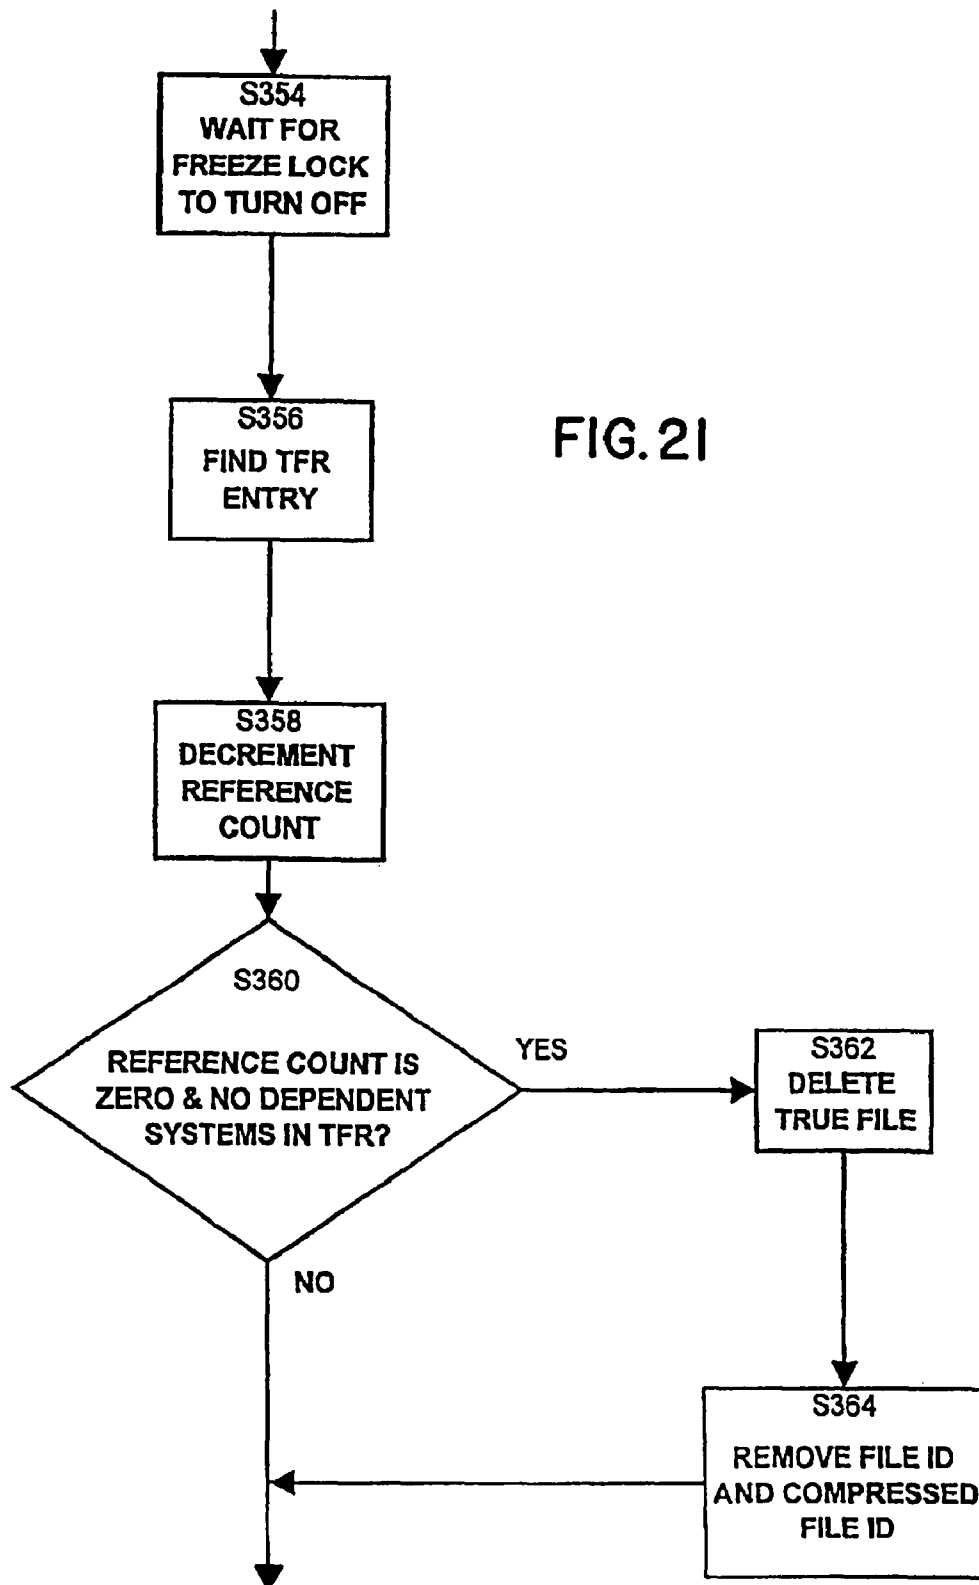 S354
WAIT FOR
FREEZE LOCK
TO TURN OFF
S356
FIND TFR
ENTRY
FIG. 21
S358
DECREMENT
REFERENCE
COUNT
S360
REFERENCE COUNT IS
ZERO & NO DEPENDENT
SYSTEMS IN TFR?
YES
S362
DELETE
TRUE FILE
NO
S364
REMOVE FILE ID
AND COMPRESSED
FILE ID